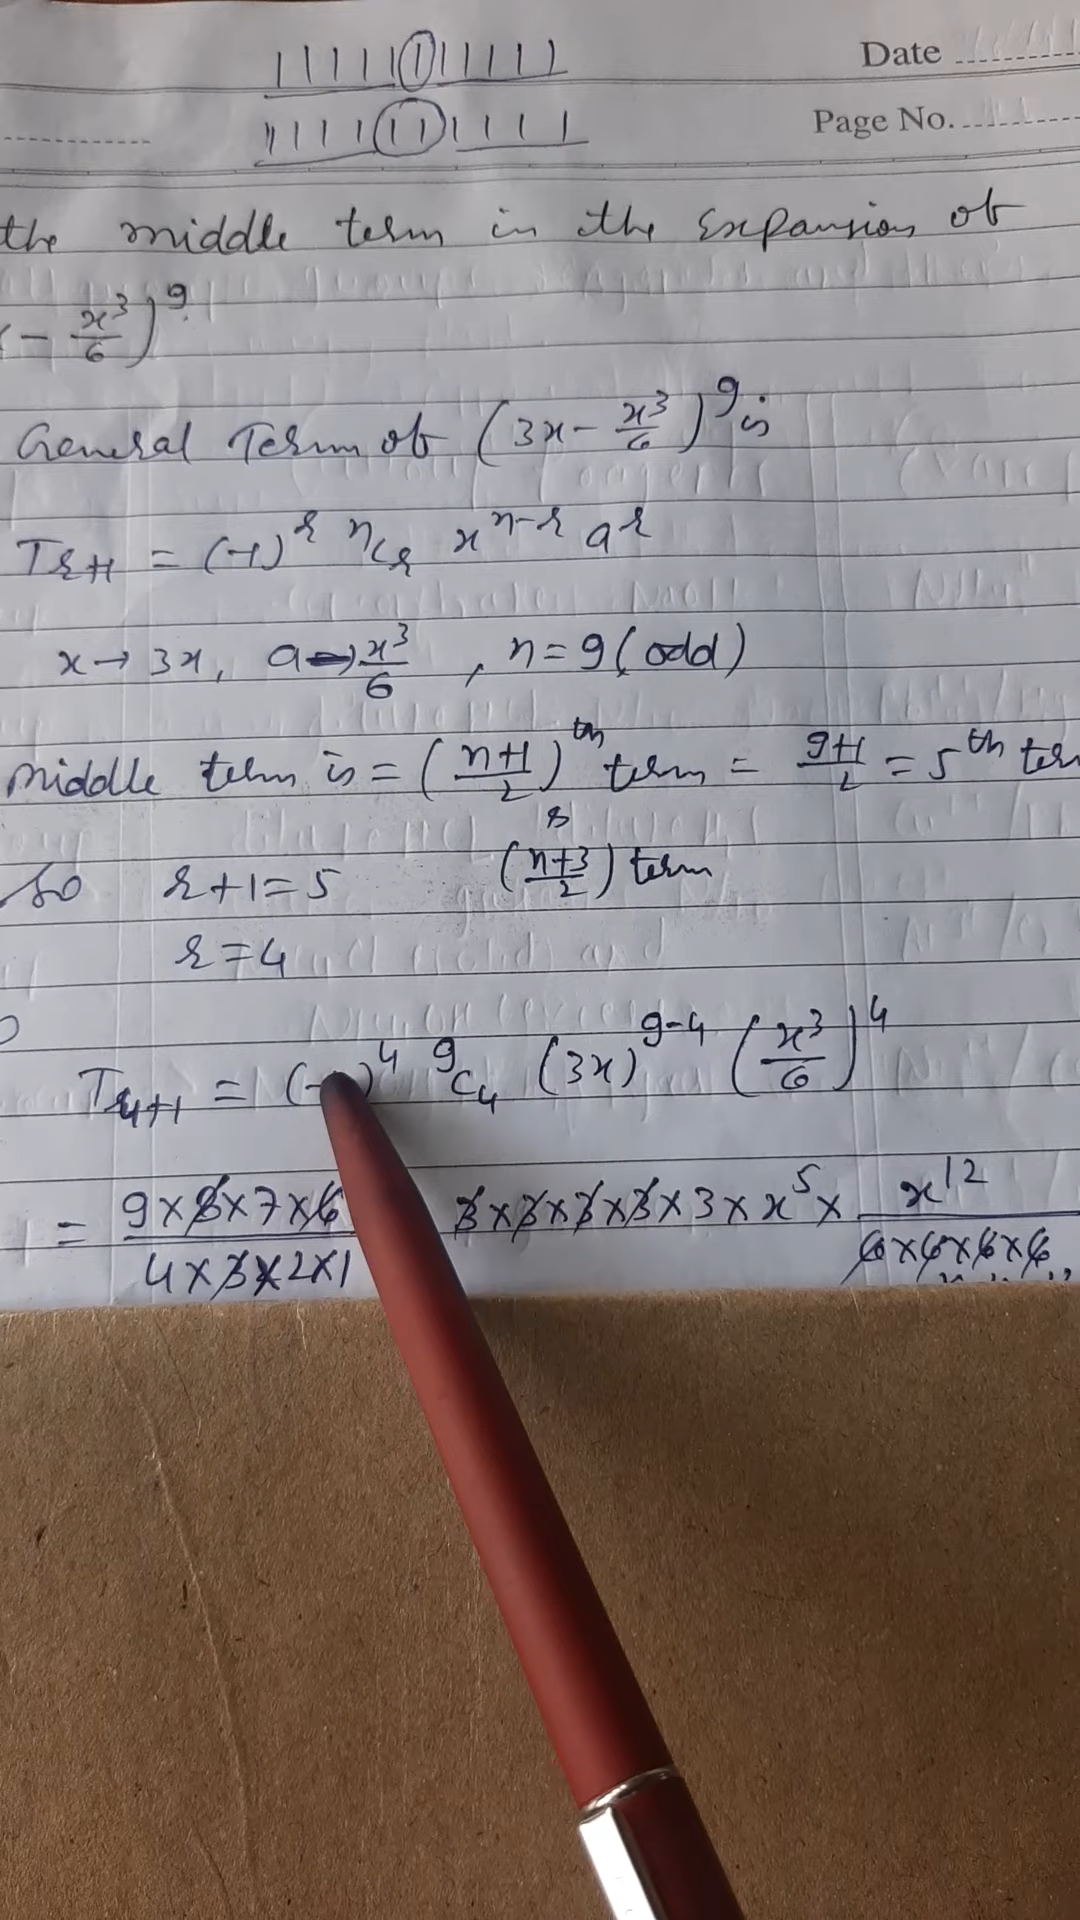 11111111111 Date
1111111111 Page No.
the middle term in the Expansion of
- x³/6)⁹
General Term of (3x - x³/6)⁹ is
Tr+1 = (-1)^r nCr x^n-r a^r
x → 3x, a → x³/6, n = 9 (odd)
middle term is = (n+1/2)th term = 9+1/2 = 5th ter
(n+3/2) term
So r+1 = 5
r = 4
T4+1 = (-)⁴ ⁹C₄ (3x)^9-4 (x³/6)⁴
= 9×8×7×6/4×3×2×1 3×3×3×3×3×x⁵× x¹²/6×6×6×6